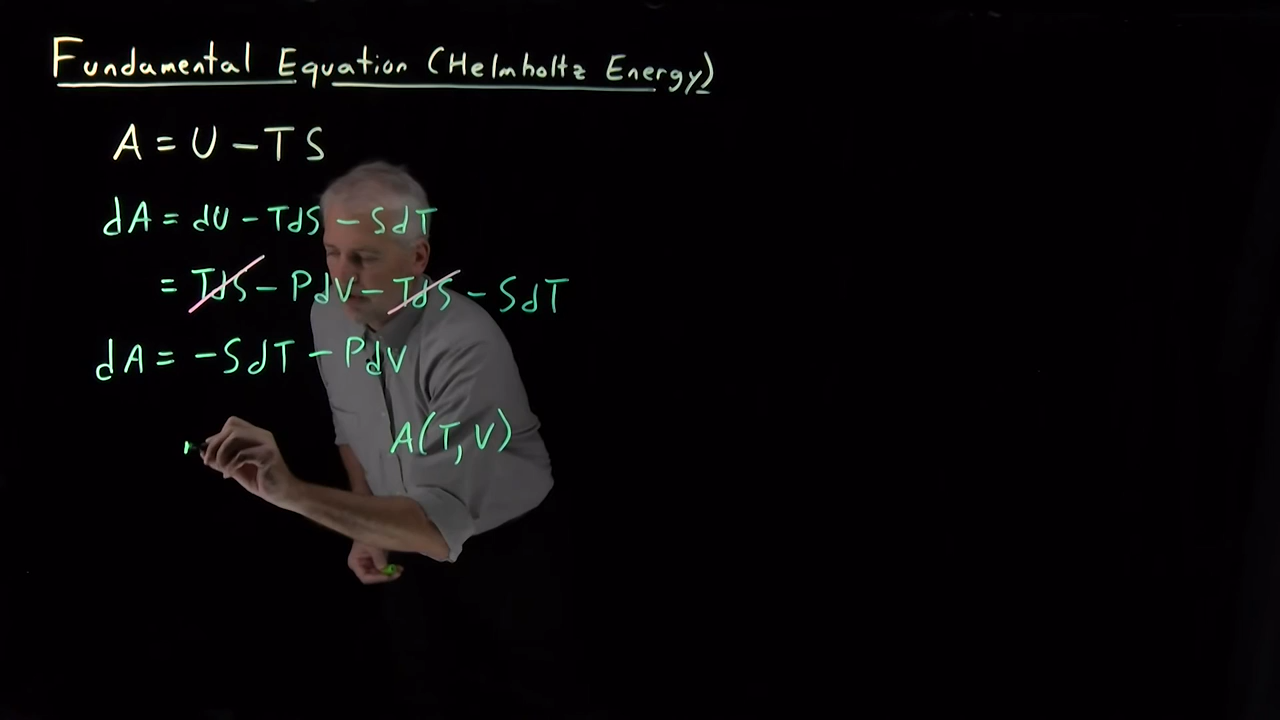 Fundamental Equation (Helmholtz Energy)
A = U - TS
dA = dU - TdS - SdT
= TdS - PdV - TdS - SdT
dA = -SdT - PdV
A(T, V)